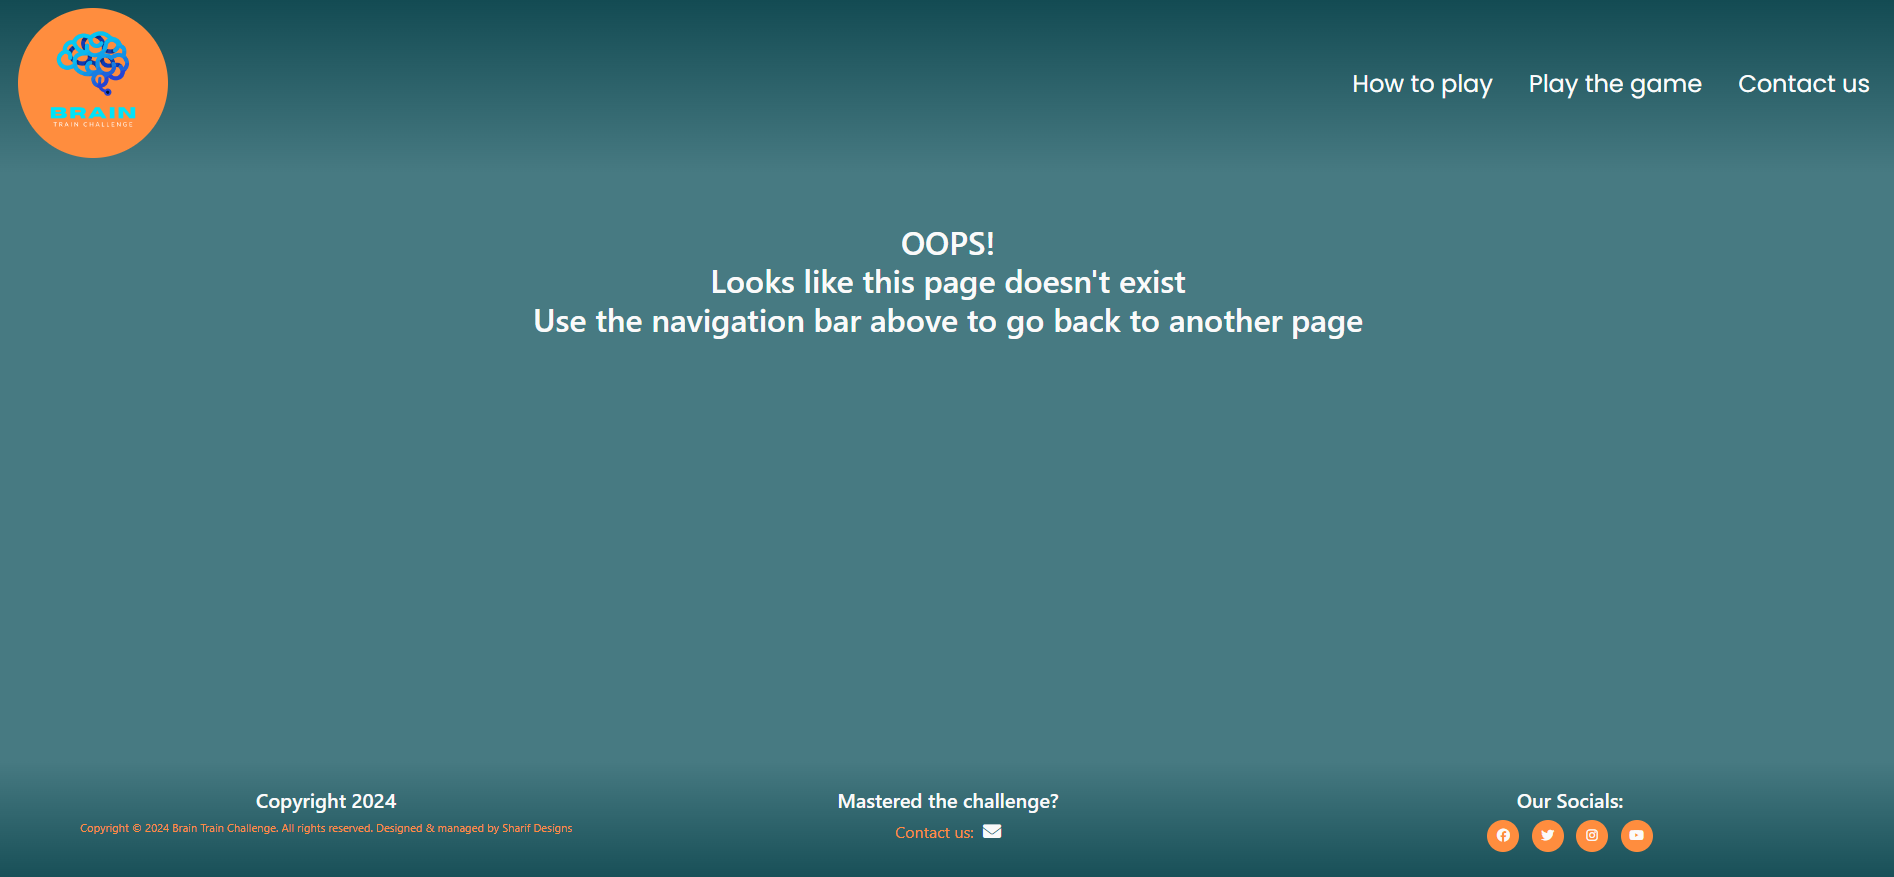 BRAIN
TRAIN CHALLENGE
How to play
Play the game
Contact us
OOPS!
Looks like this page doesn't exist
Use the navigation bar above to go back to another page
Copyright 2024
Copyright © 2024 Brain Train Challenge. All rights reserved. Designed & managed by Sharif Designs
Mastered the challenge?
Contact us:
Our Socials: